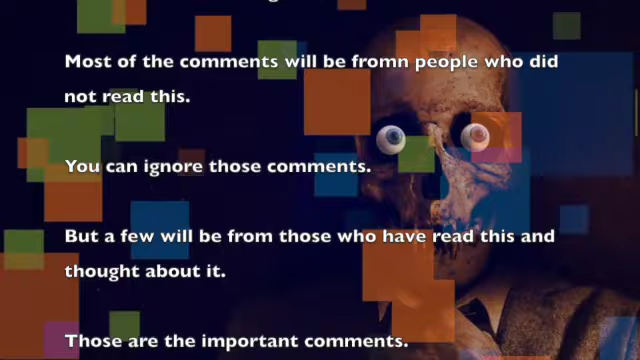 Most of the comments will be fromn people who did
not read this.
You can ignore those comments.
But a few will be from those who have read this and
thought about it.
Those are the important comments.